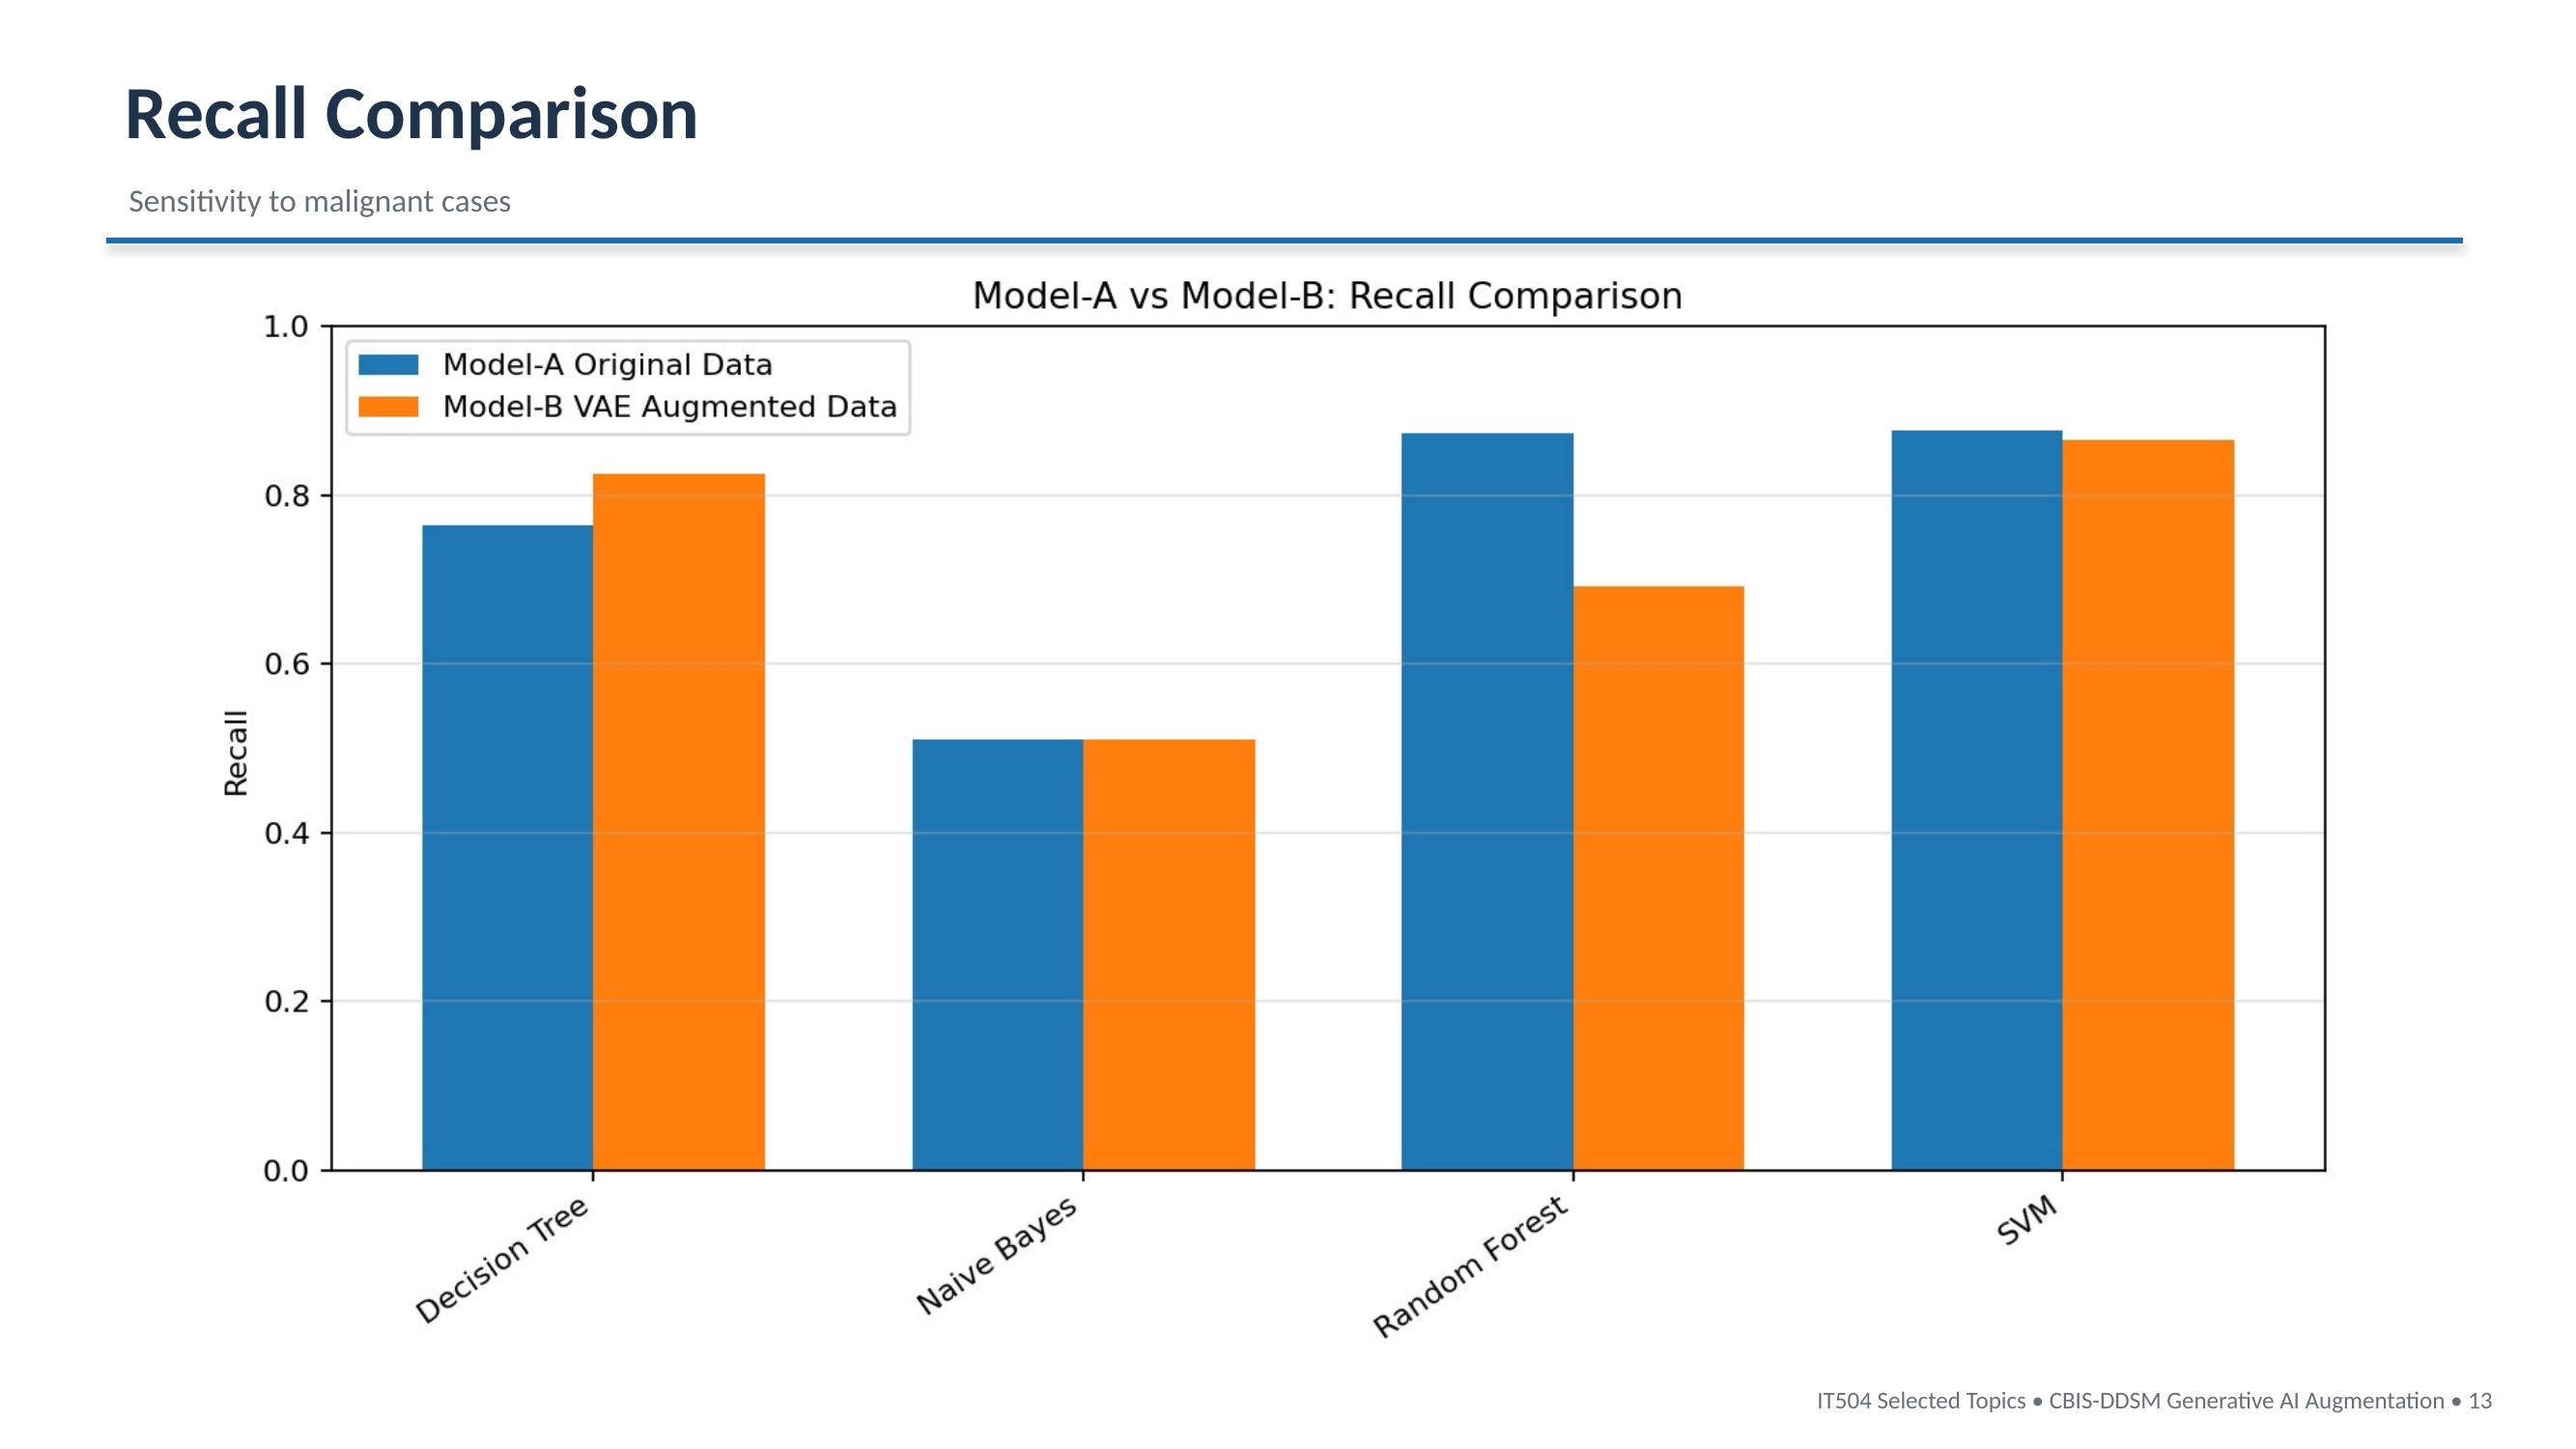 Recall Comparison
Sensitivity to malignant cases
Model-A vs Model-B: Recall Comparison
Model-A Original Data
Model-B VAE Augmented Data
1.0
0.8
0.6
0.4
0.2
0.0
Recall
Decision Tree
Naive Bayes
Random Forest
SVM
IT504 Selected Topics • CBIS-DDSM Generative AI Augmentation • 13